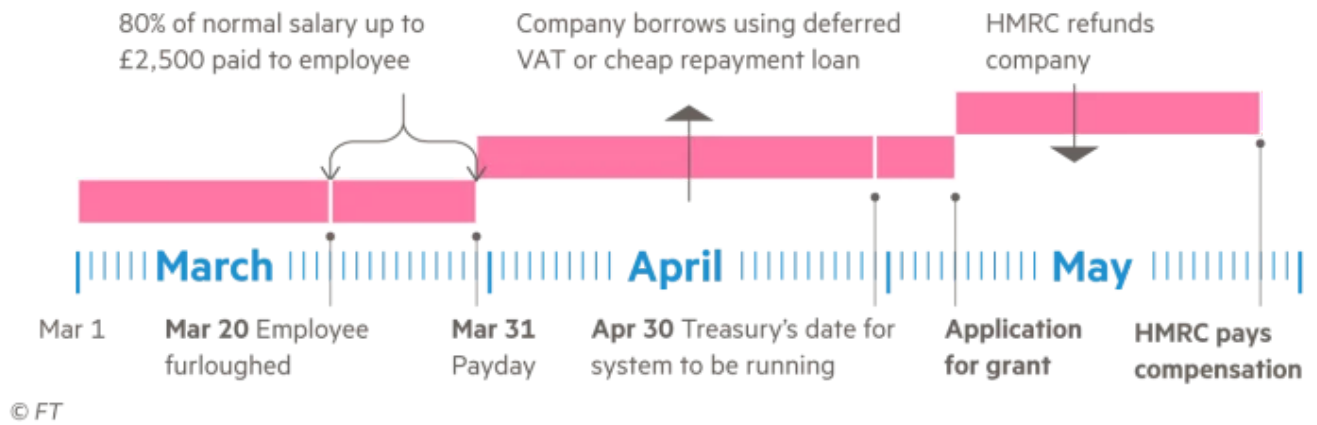 80% of normal salary up to
£2,500 paid to employee
Company borrows using deferred
VAT or cheap repayment loan
HMRC refunds
company
March
April
May
Mar 1
Mar 20 Employee
furloughed
Mar 31
Payday
Apr 30 Treasury's date for
system to be running
Application
for grant
HMRC pays
compensation
© FT